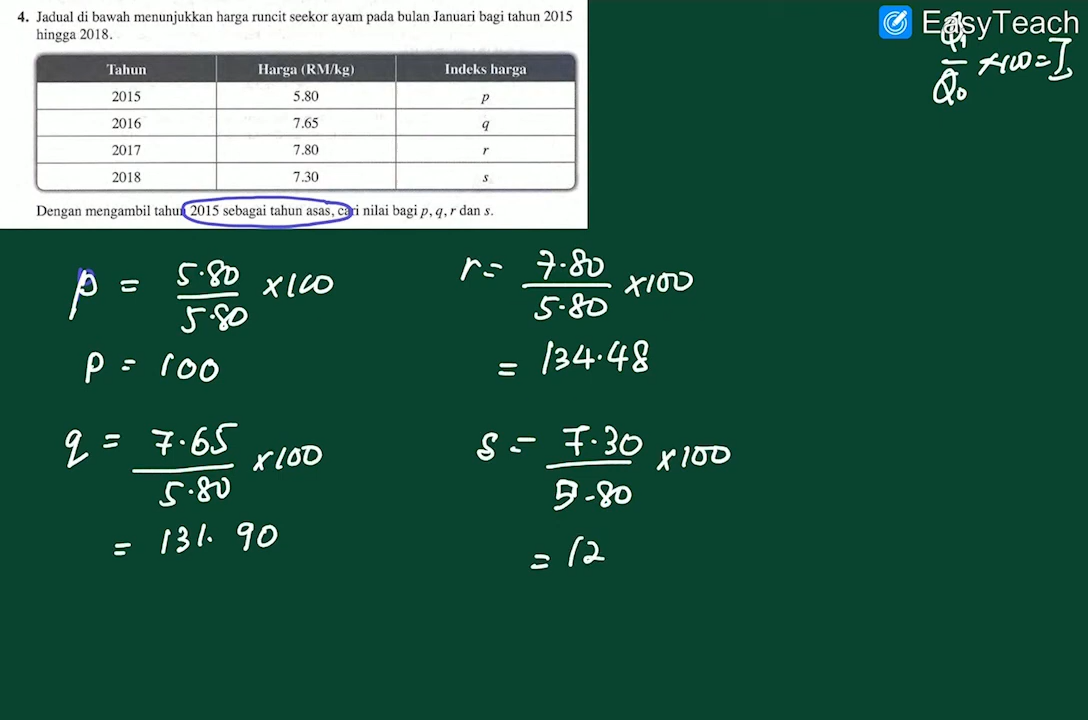 4. Jadual di bawah menunjukkan harga runcit seekor ayam pada bulan Januari bagi tahun 2015
hingga 2018.
Tahun Harga (RM/kg) Indeks harga
2015 5.80 p
2016 7.65 q
2017 7.80 r
2018 7.30 s
Dengan mengambil tahun 2015 sebagai tahun asas, cari nilai bagi p, q, r dan s.
EasyTeach
Q₁/Q₀ ×100 = I
p = 5.80/5.80 ×100
p = 100
q = 7.65/5.80 ×100
= 131.90
r = 7.80/5.80 ×100
= 134.48
s = 7.30/5.80 ×100
= 12